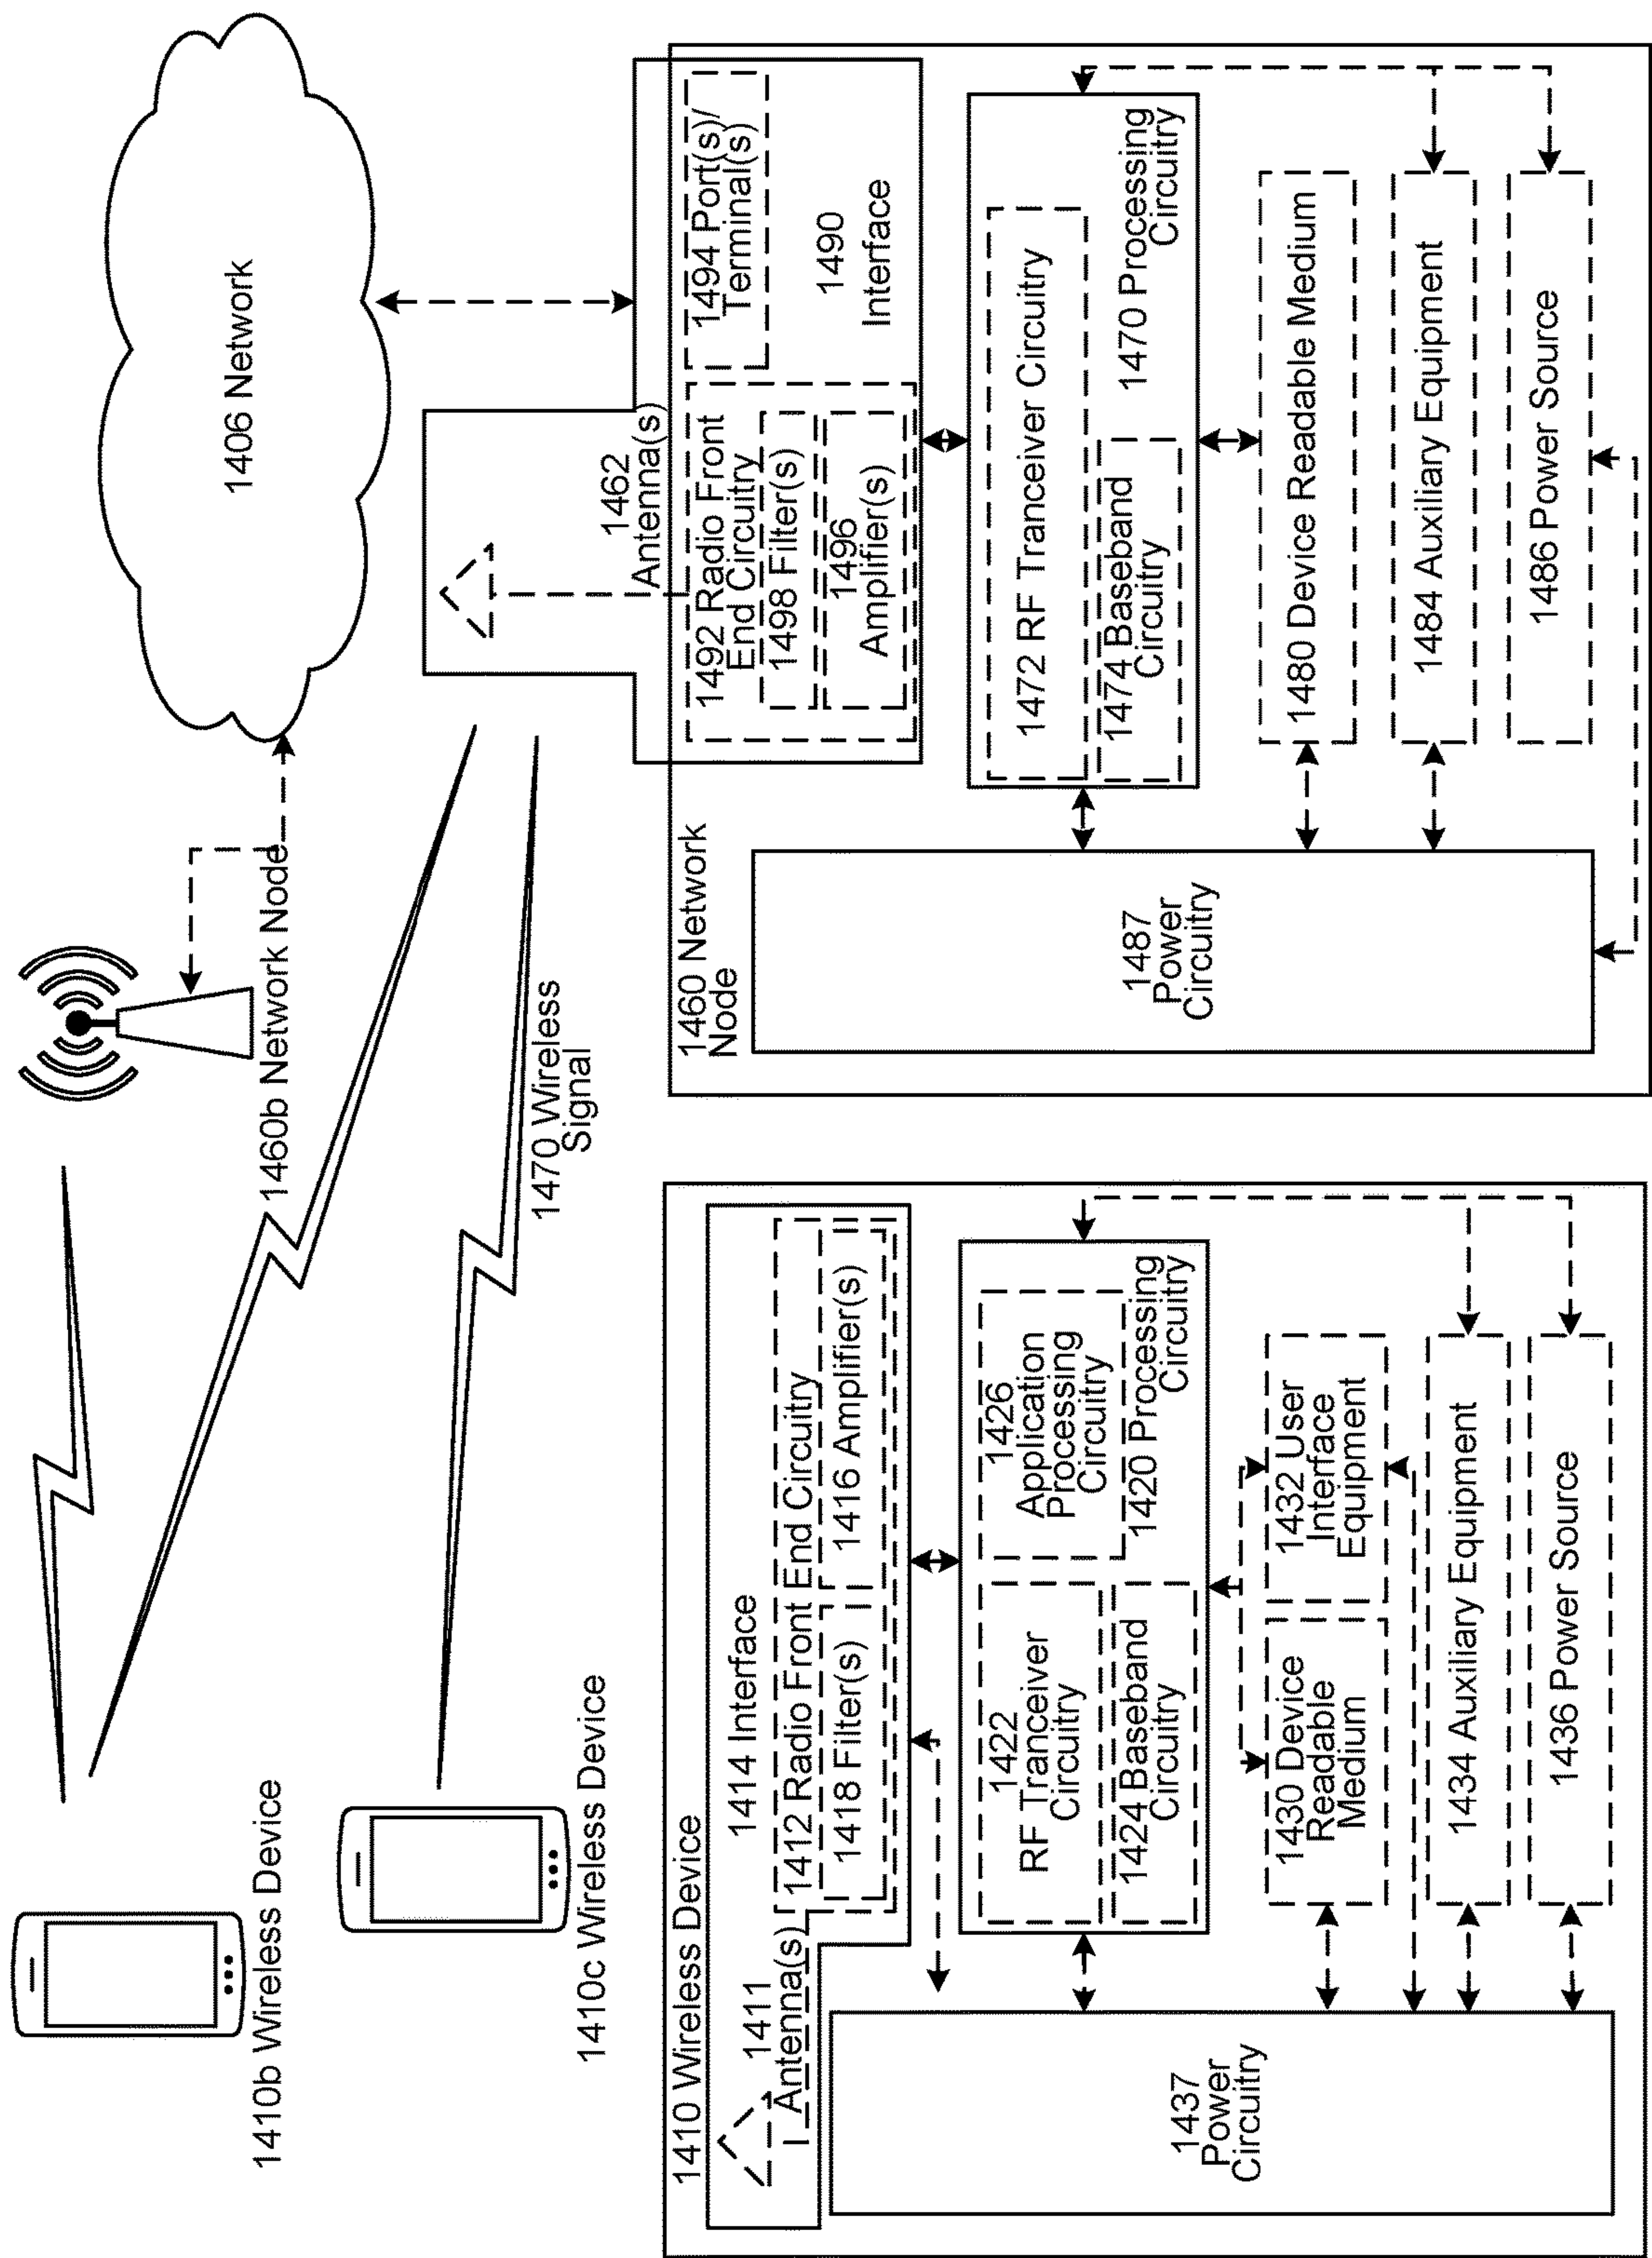 1410b Wireless Device
1410c Wireless Device
1460b Network Node
1406 Network
1470 Wireless
Signal
1410 Wireless Device
1411
Antenna(s)
1414 Interface
1412 Radio Front End Circuitry
1418 Filter(s)
1416 Amplifier(s)
1422
RF Tranceiver
Circuitry
1424 Baseband
Circuitry
1426
Application
Processing
Circuitry
1420 Processing
Circuitry
1437
Power
Circuitry
1430 Device
Readable
Medium
1432 User
Interface
Equipment
1434 Auxiliary Equipment
1436 Power Source
1460 Network
Node
1462
Antenna(s)
1492 Radio Front
End Circuitry
1498 Filter(s)
1496
Amplifier(s)
1494 Port(s)/
Terminal(s)
1490
Interface
1472 RF Tranceiver Circuitry
1474 Baseband
Circuitry
1470 Processing
Circuitry
1487
Power
Circuitry
1480 Device Readable Medium
1484 Auxiliary Equipment
1486 Power Source